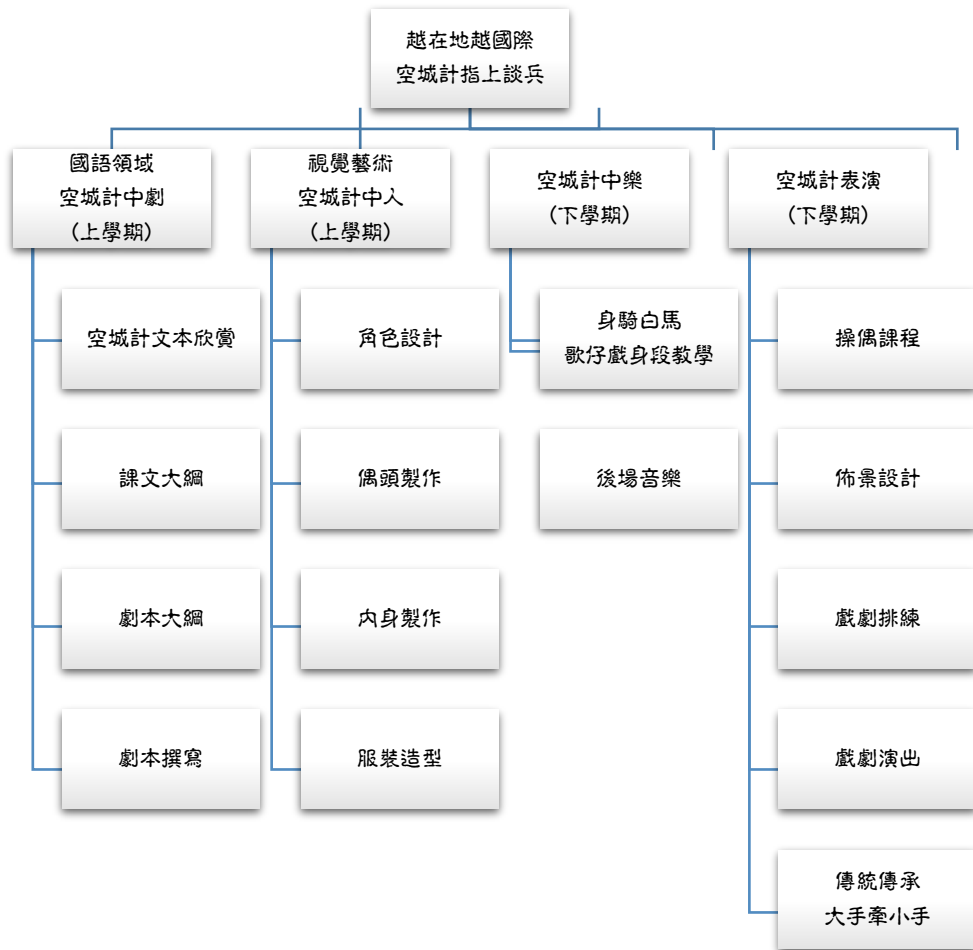 越在地越國際
空城計指上談兵
國語領域
空城計中劇
(上學期)
空城計文本欣賞
課文大綱
劇本大綱
劇本撰寫
視覺藝術
空城計中人
(上學期)
角色設計
偶頭製作
內身製作
服裝造型
空城計中樂
(下學期)
身騎白馬
歌仔戲身段教學
後場音樂
空城計表演
(下學期)
操偶課程
佈景設計
戲劇排練
戲劇演出
傳統傳承
大手牽小手